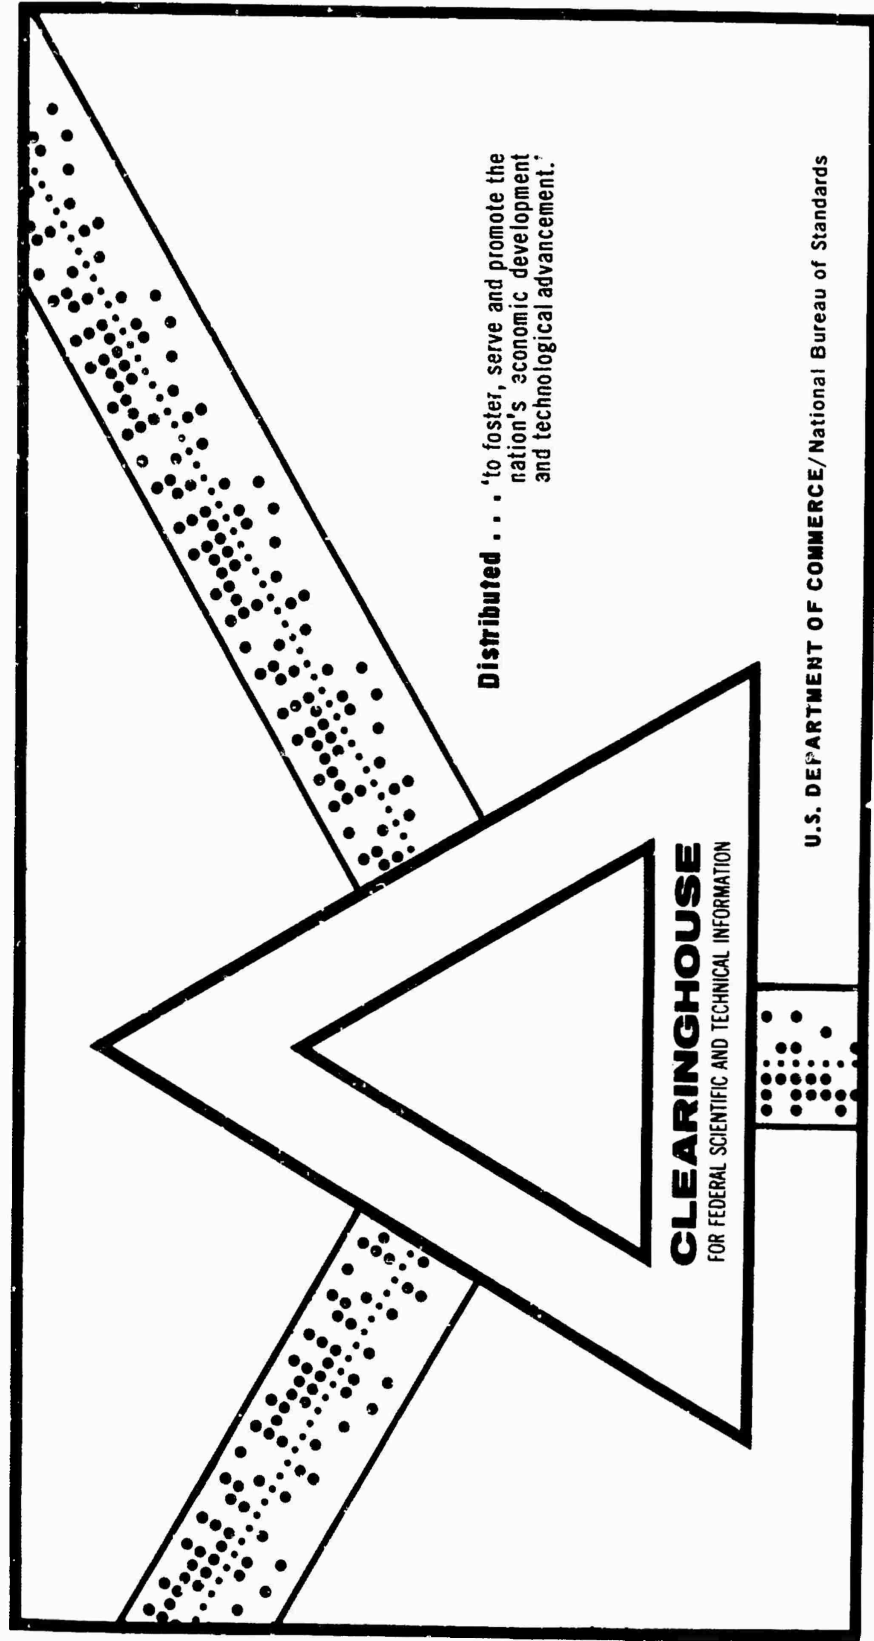 Distributed . . . 'to foster, serve and promote the
nation's economic development
and technological advancement.'
CLEARINGHOUSE
FOR FEDERAL SCIENTIFIC AND TECHNICAL INFORMATION
U.S. DEPARTMENT OF COMMERCE/National Bureau of Standards